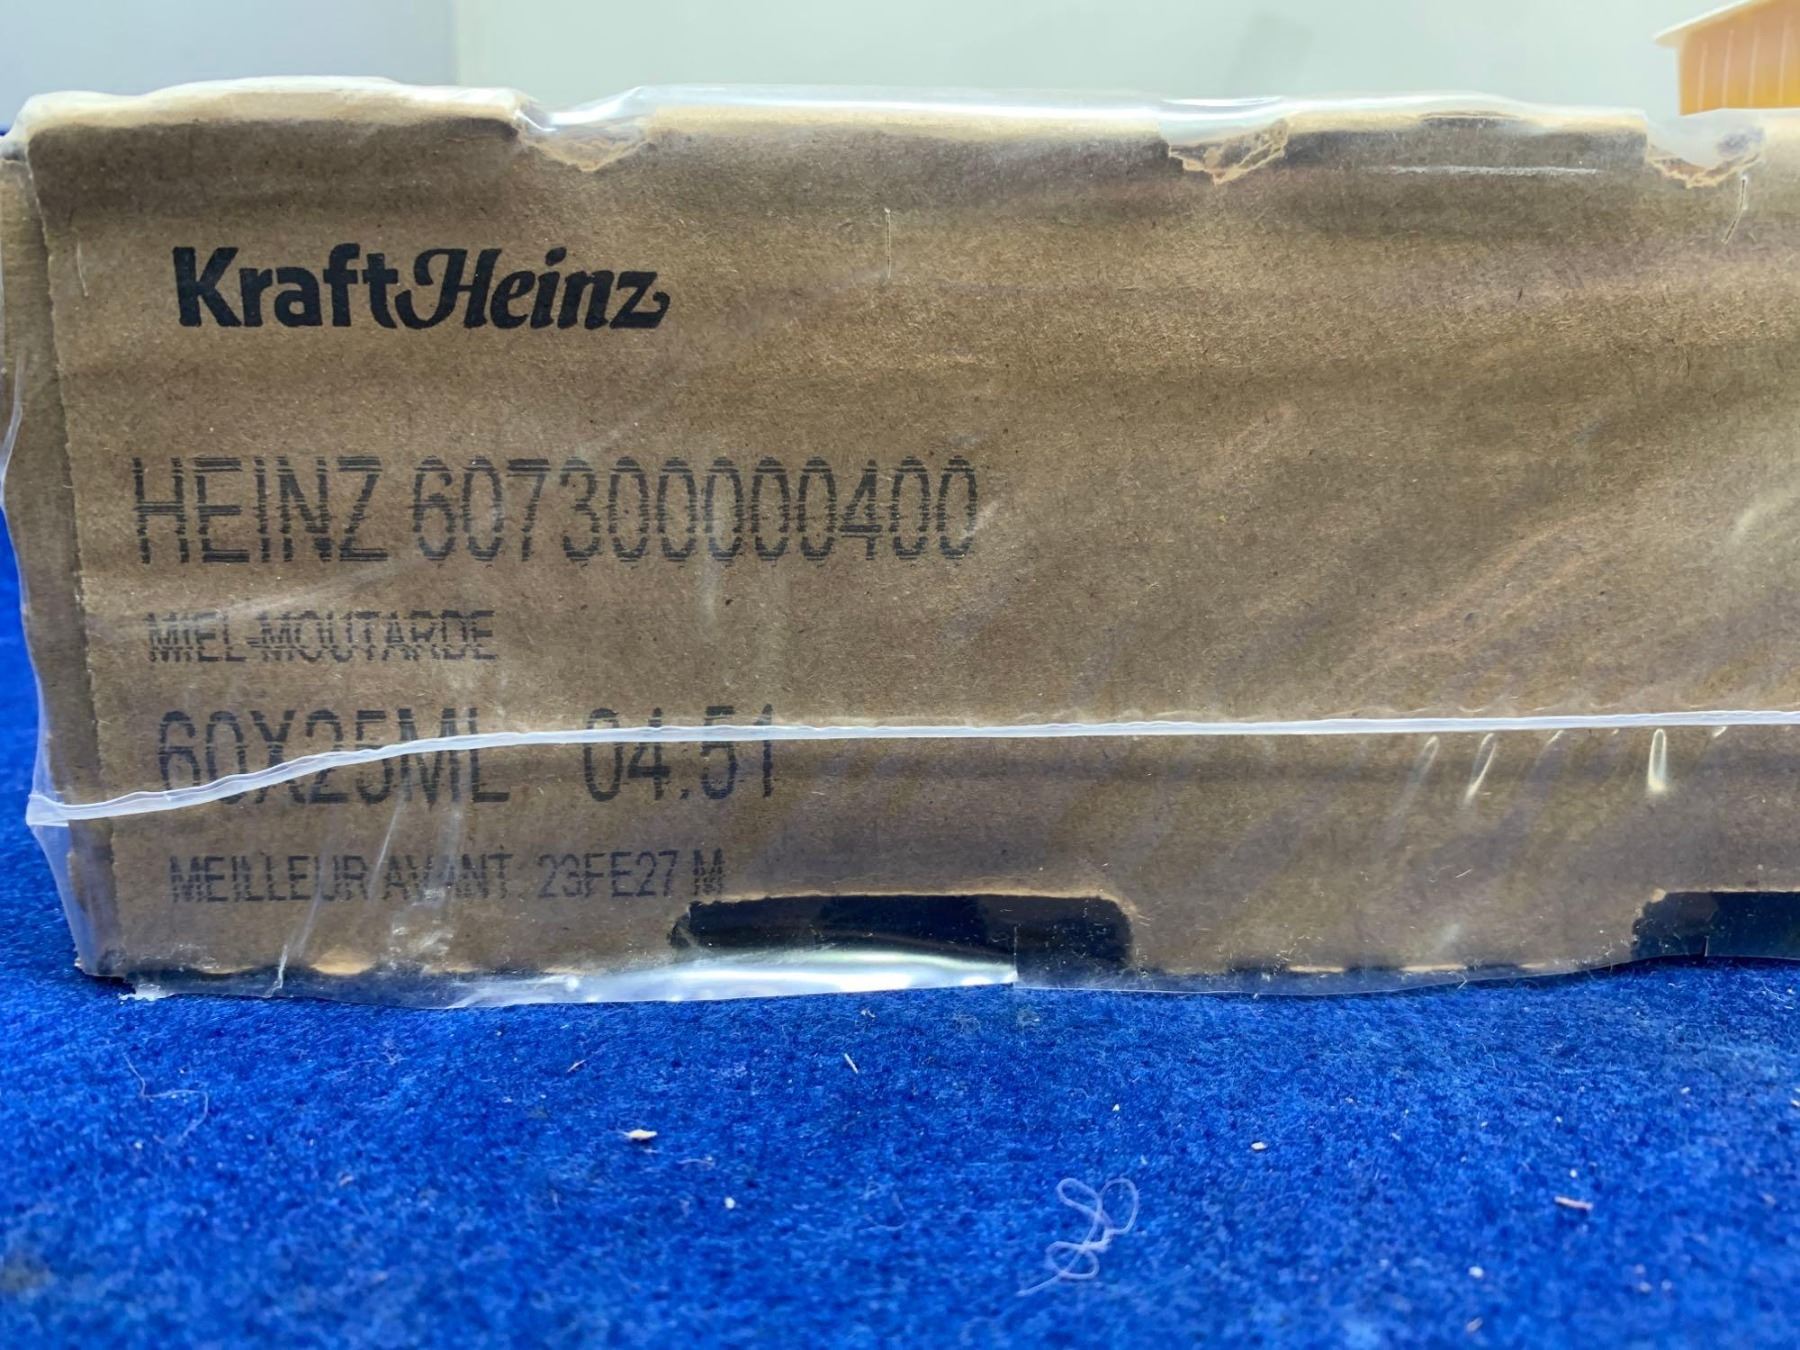 KraftHeinz
HEINZ 607300000400
MIEL-MOUTARDE
60X25ML 04:51
MEILLEUR AVANT: 23FE27 M